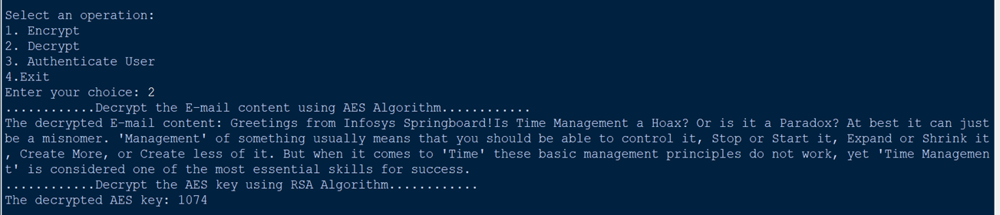 Select an operation:
1. Encrypt
2. Decrypt
3. Authenticate User
4.Exit
Enter your choice: 2
............Decrypt the E-mail content using AES Algorithm............
The decrypted E-mail content: Greetings from Infosys Springboard!Is Time Management a Hoax? Or is it a Paradox? At best it can just
be a misnomer. 'Management' of something usually means that you should be able to control it, Stop or Start it, Expand or Shrink it
, Create More, or Create less of it. But when it comes to 'Time' these basic management principles do not work, yet 'Time Managemen
t' is considered one of the most essential skills for success.
............Decrypt the AES key using RSA Algorithm............
The decrypted AES key: 1074